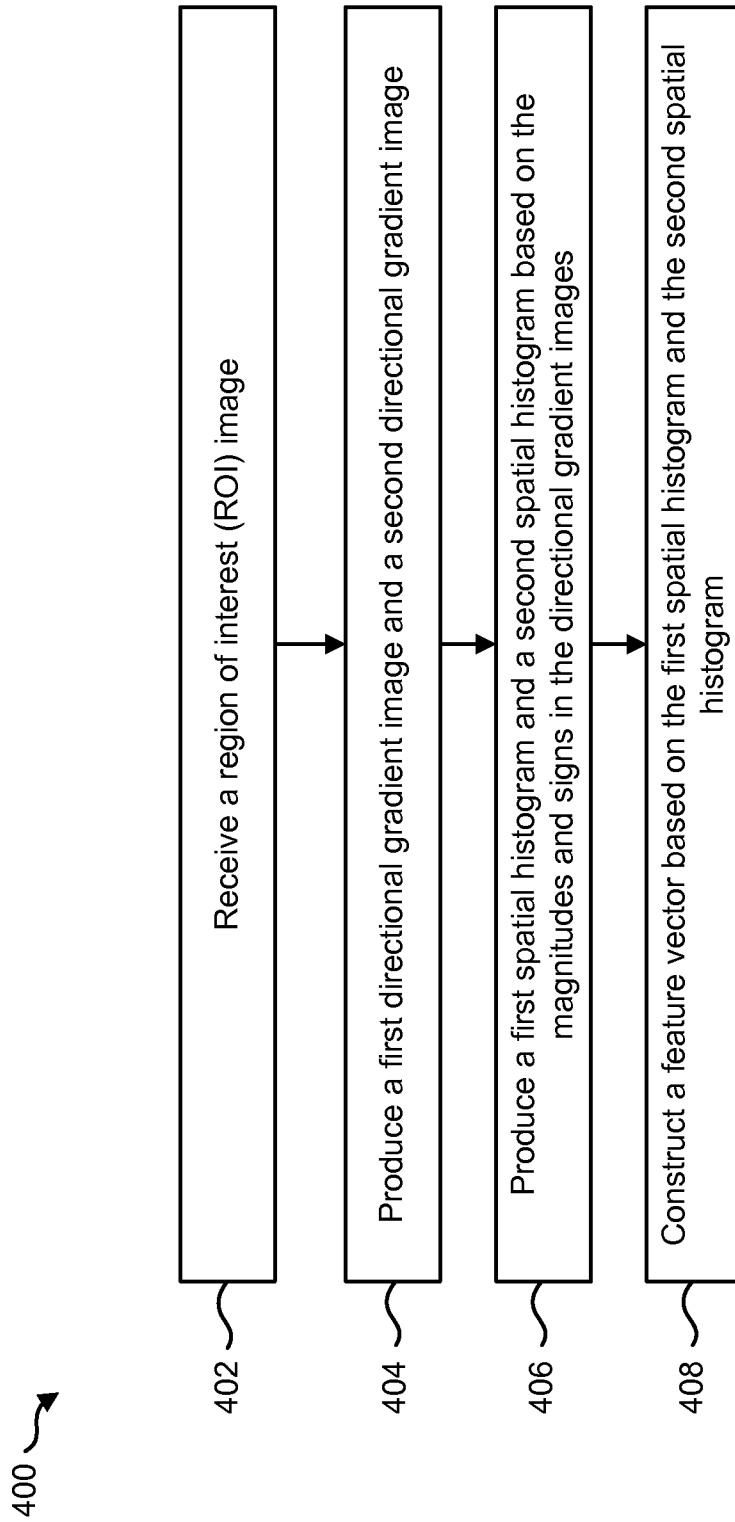 400
402
Receive a region of interest (ROI) image
404
Produce a first directional gradient image and a second directional gradient image
406
Produce a first spatial histogram and a second spatial histogram based on the
magnitudes and signs in the directional gradient images
408
Construct a feature vector based on the first spatial histogram and the second spatial
histogram